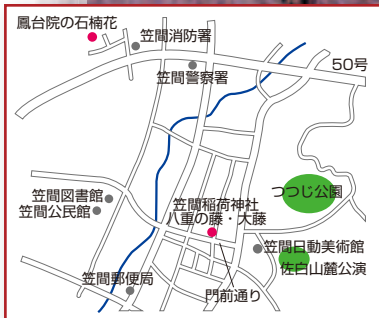 鳳台院の石楠花
笠間消防署
50号
笠間警察署
つつじ公園
笠間図書館
笠間公民館
笠間稲荷神社
八重の藤・大藤
笠間日動美術館
佐白山麓公演
笠間郵便局
門前通り